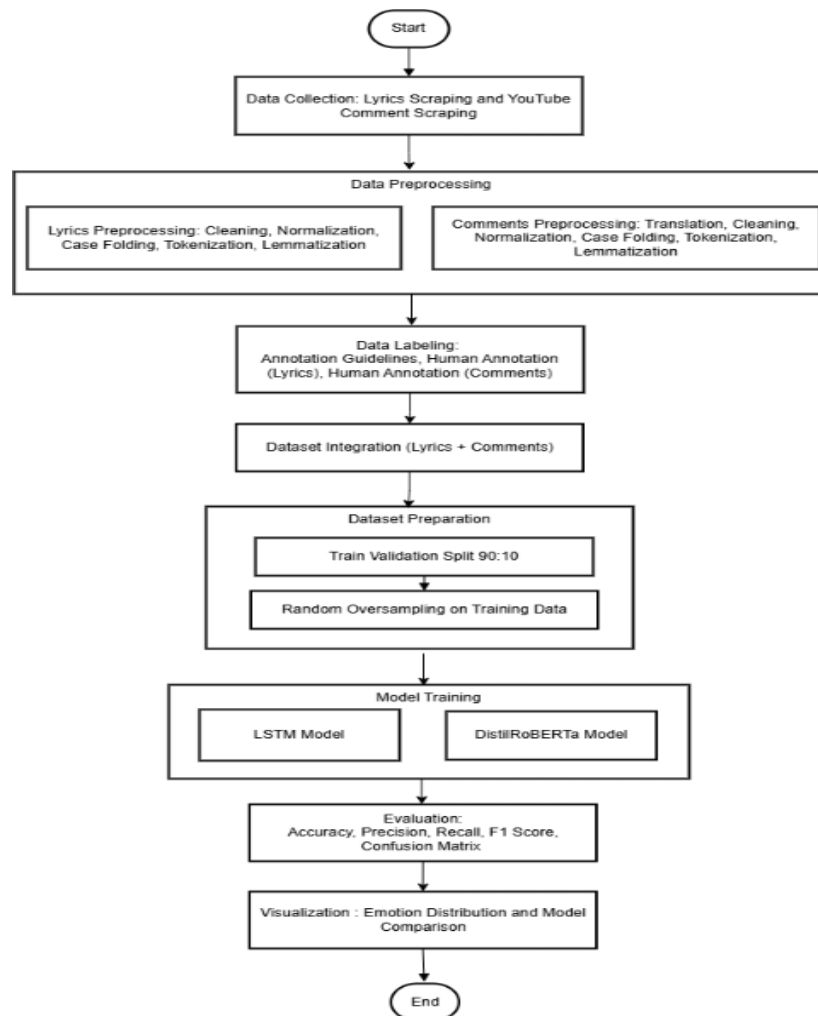 Start
Data Collection: Lyrics Scraping and YouTube
Comment Scraping
Data Preprocessing
Lyrics Preprocessing: Cleaning, Normalization,
Case Folding, Tokenization, Lemmatization
Comments Preprocessing: Translation, Cleaning,
Normalization, Case Folding, Tokenization,
Lemmatization
Data Labeling:
Annotation Guidelines, Human Annotation
(Lyrics), Human Annotation (Comments)
Dataset Integration (Lyrics + Comments)
Dataset Preparation
Train Validation Split 90:10
Random Oversampling on Training Data
Model Training
LSTM Model
DistilRoBERTa Model
Evaluation:
Accuracy, Precision, Recall, F1 Score,
Confusion Matrix
Visualization : Emotion Distribution and Model
Comparison
End